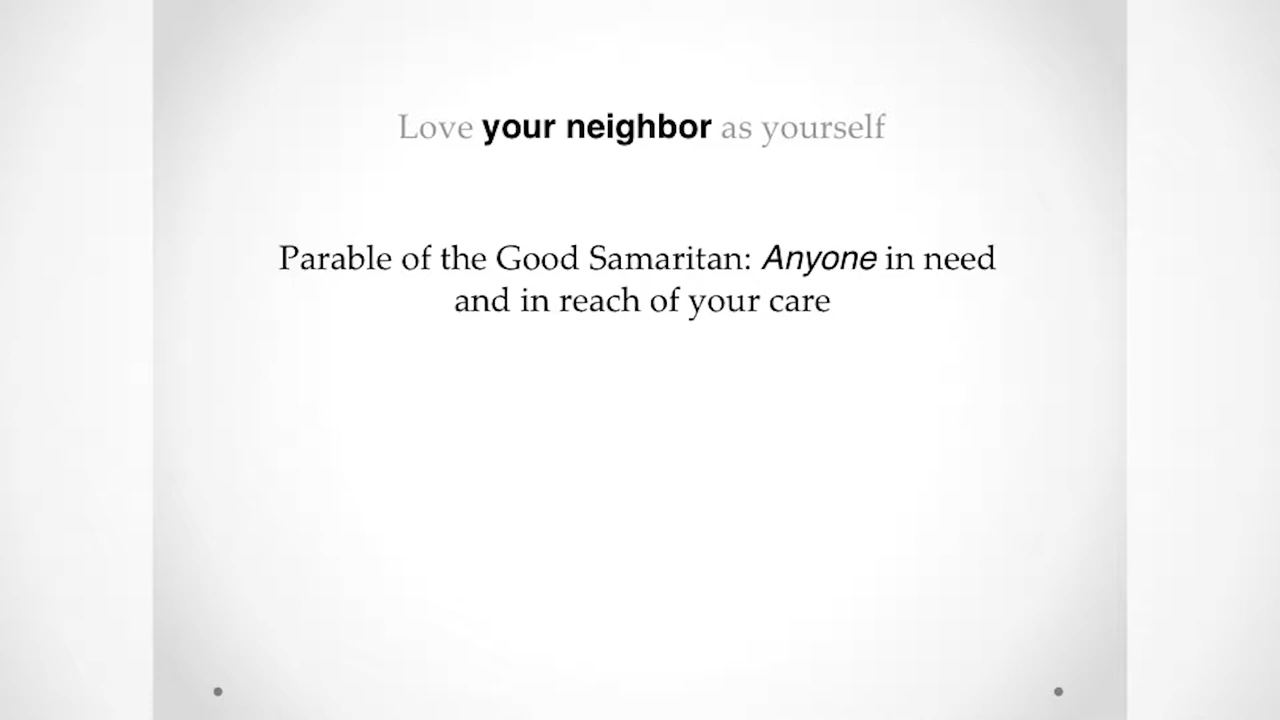 Love your neighbor as yourself
Parable of the Good Samaritan: Anyone in need
and in reach of your care